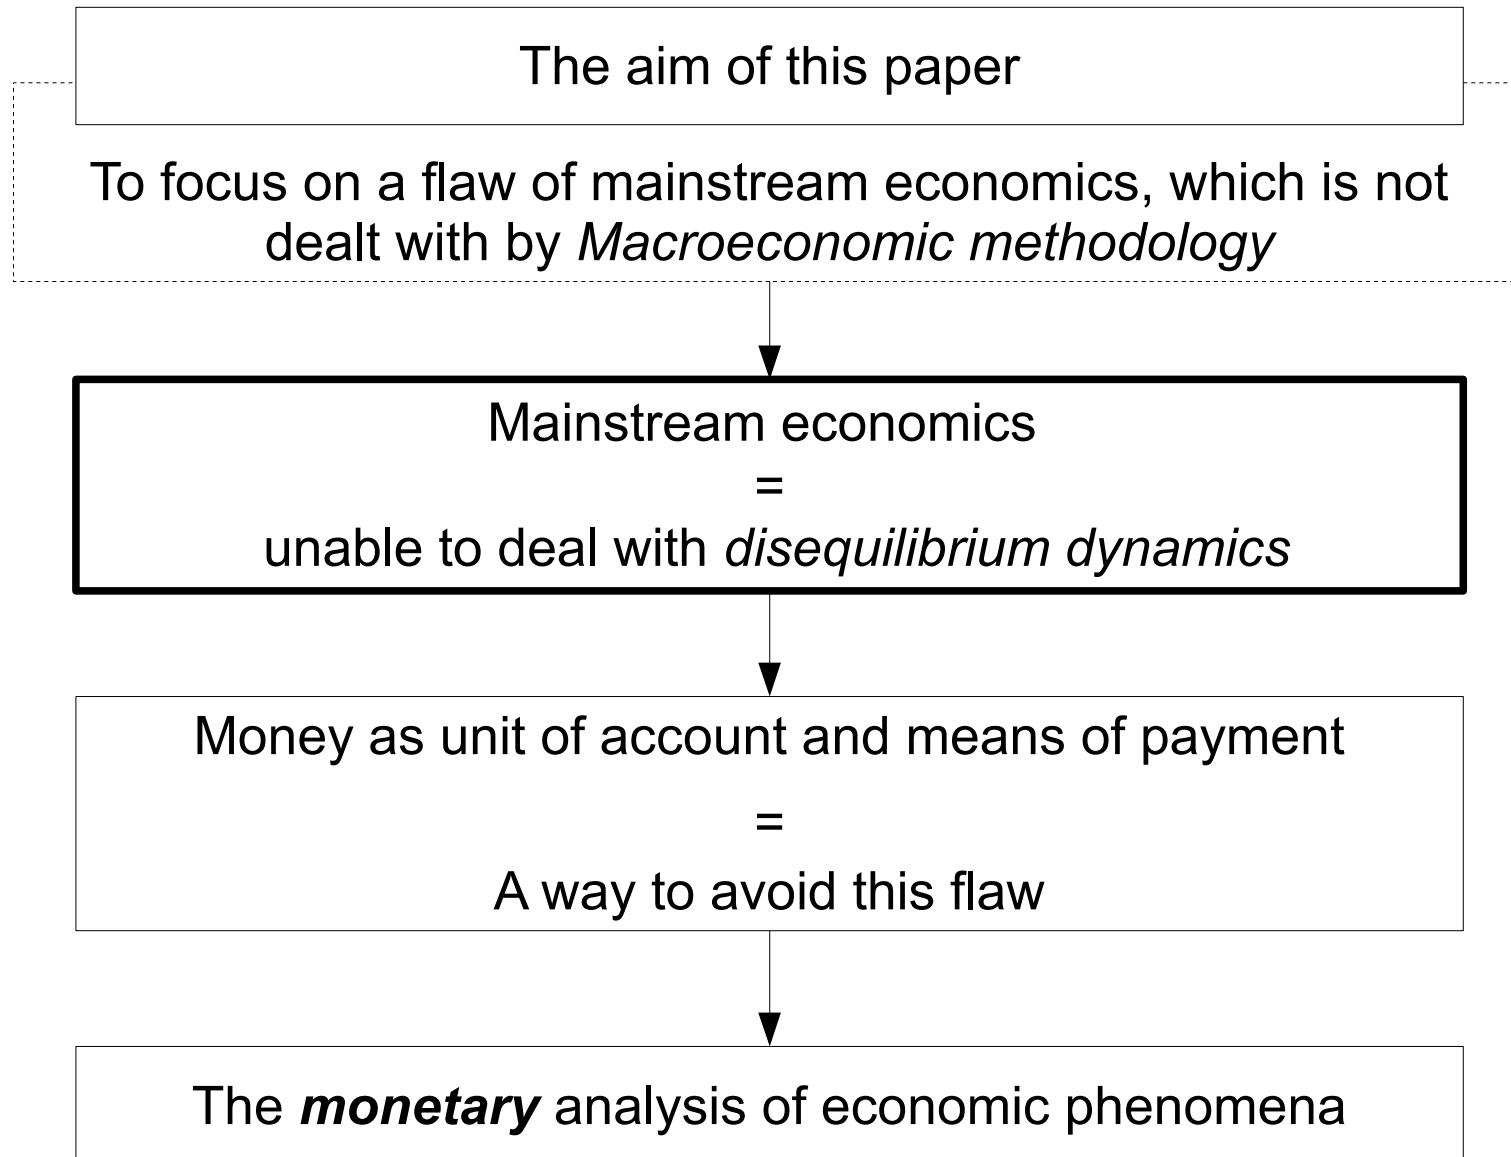 The aim of this paper
To focus on a flaw of mainstream economics, which is not
dealt with by Macroeconomic methodology
Mainstream economics
=
unable to deal with disequilibrium dynamics
Money as unit of account and means of payment
=
A way to avoid this flaw
The monetary analysis of economic phenomena